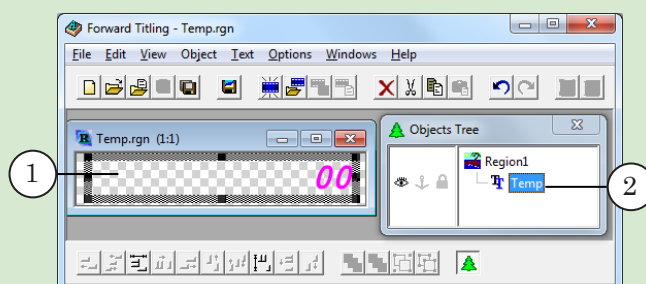 Forward Titling - Temp.rgn
File Edit View Object Text Options Windows Help
Temp.rgn (1:1)
00
Objects Tree
Region1
Temp
1
2